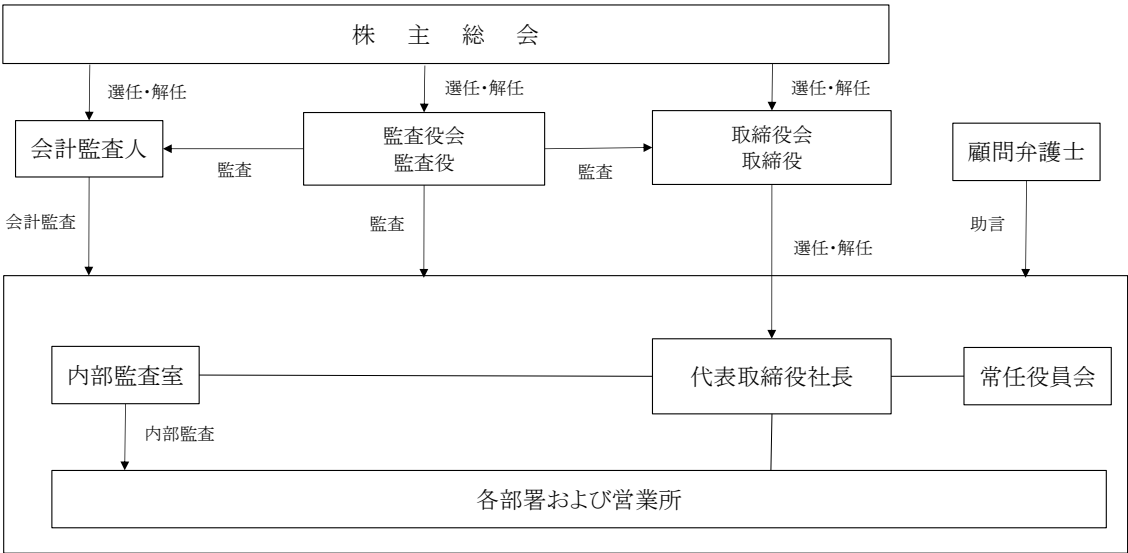 株 主 総 会
選任・解任
選任・解任
選任・解任
会計監査人
監査役会
監査役
取締役会
取締役
顧問弁護士
監査
監査
会計監査
監査
選任・解任
助言
内部監査室
代表取締役社長
常任役員会
内部監査
各部署および営業所